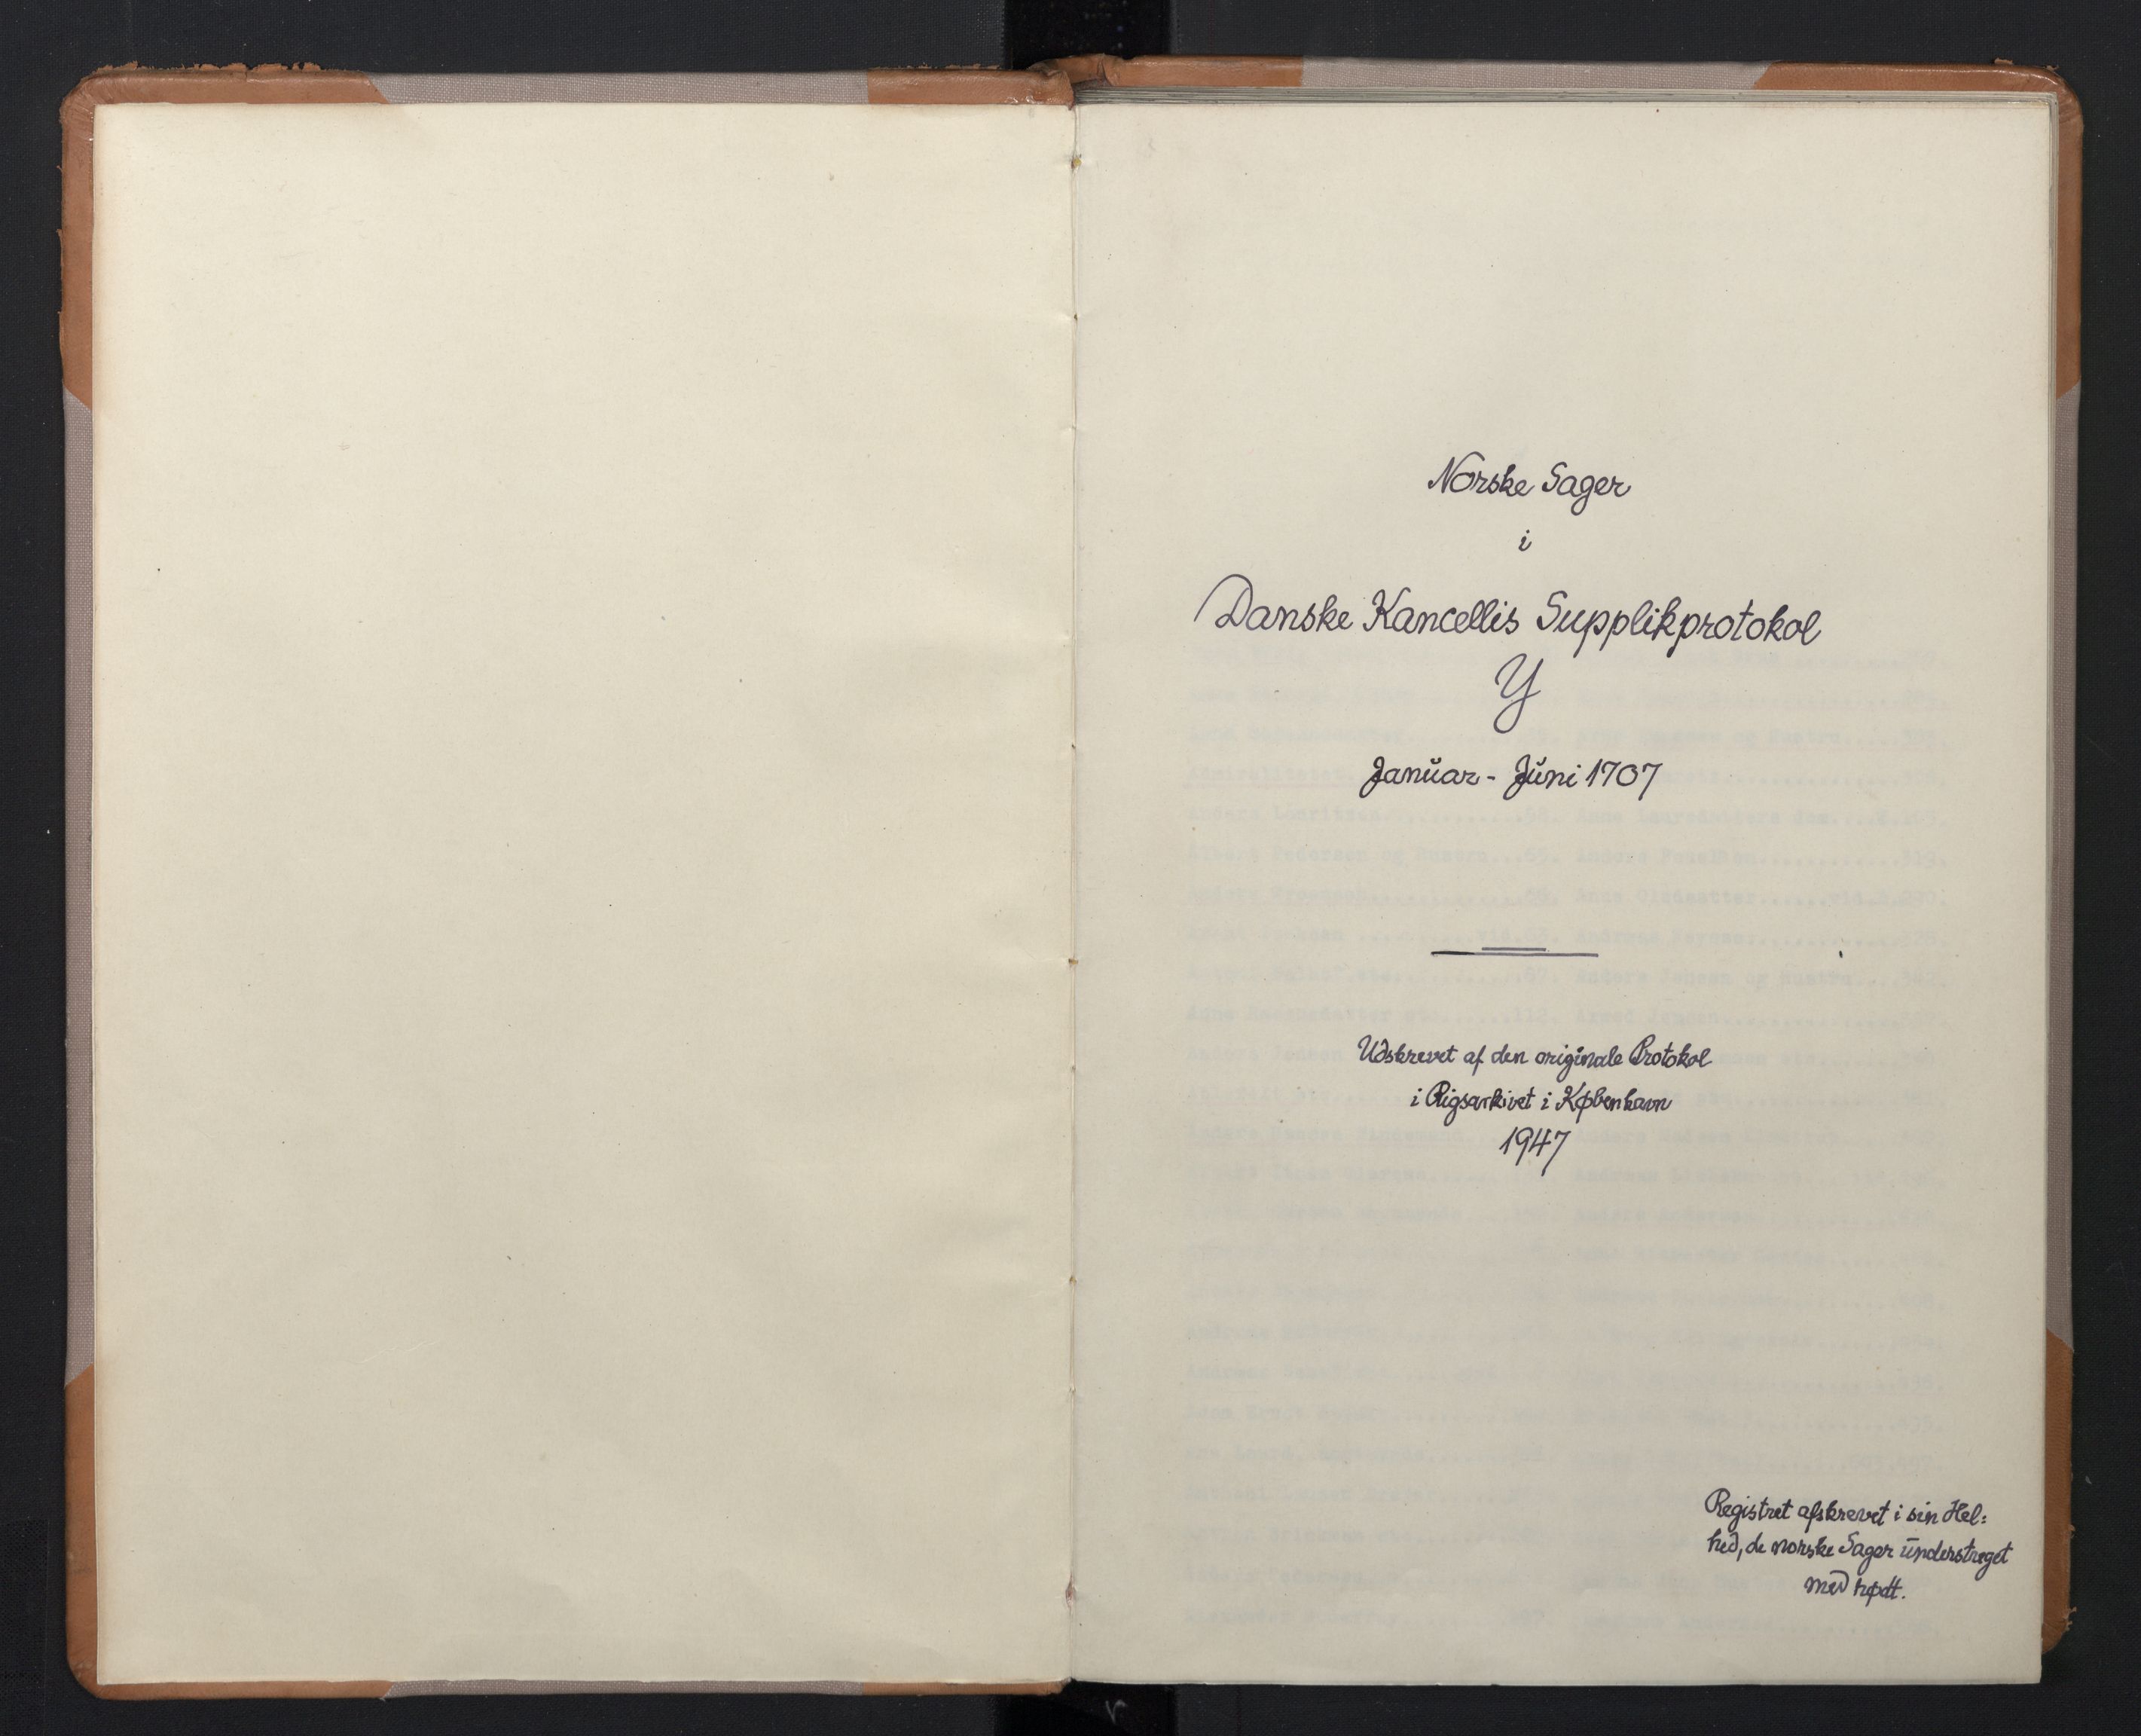 Norske Sager
i
Danske Kancellis Supplikprotokol
Y
Januar - Juni 1707
Udskrevet af den originale Protokol
i Rigsarkivet i København
1947
Registret afskrevet i sin Hel=
hed, de norske Sager understreget
med rødt.